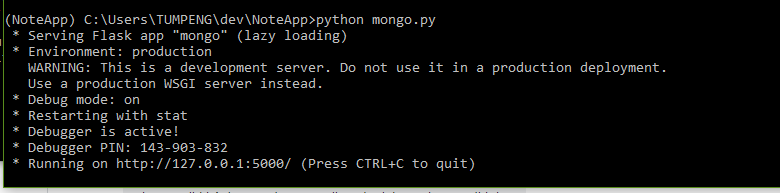 (NoteApp) C:\Users\TUMPENG\dev\NoteApp>python mongo.py
* Serving Flask app "mongo" (lazy loading)
* Environment: production
WARNING: This is a development server. Do not use it in a production deployment.
Use a production WSGI server instead.
* Debug mode: on
* Restarting with stat
* Debugger is active!
* Debugger PIN: 143-903-832
* Running on http://127.0.0.1:5000/ (Press CTRL+C to quit)